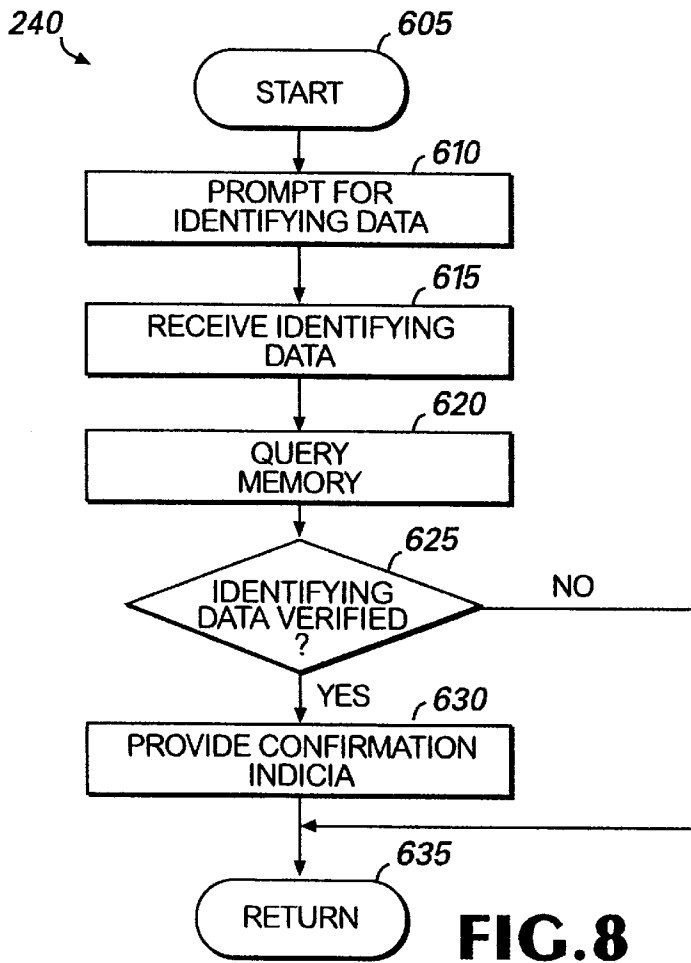 240
605
START
610
PROMPT FOR
IDENTIFYING DATA
615
RECEIVE IDENTIFYING
DATA
620
QUERY
MEMORY
625
IDENTIFYING
DATA VERIFIED
?
NO
YES
630
PROVIDE CONFIRMATION
INDICIA
635
RETURN
FIG.8